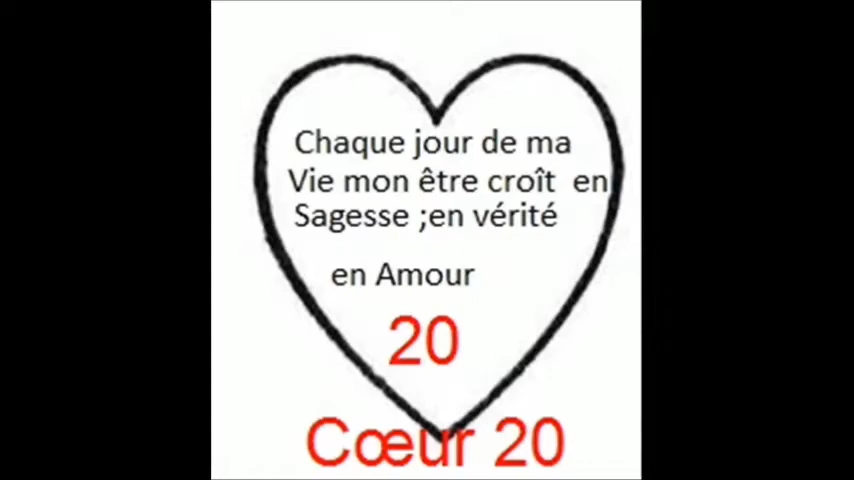 Chaque jour de ma
Vie mon être croît en
Sagesse ;en vérité
en Amour
20
Cœur 20